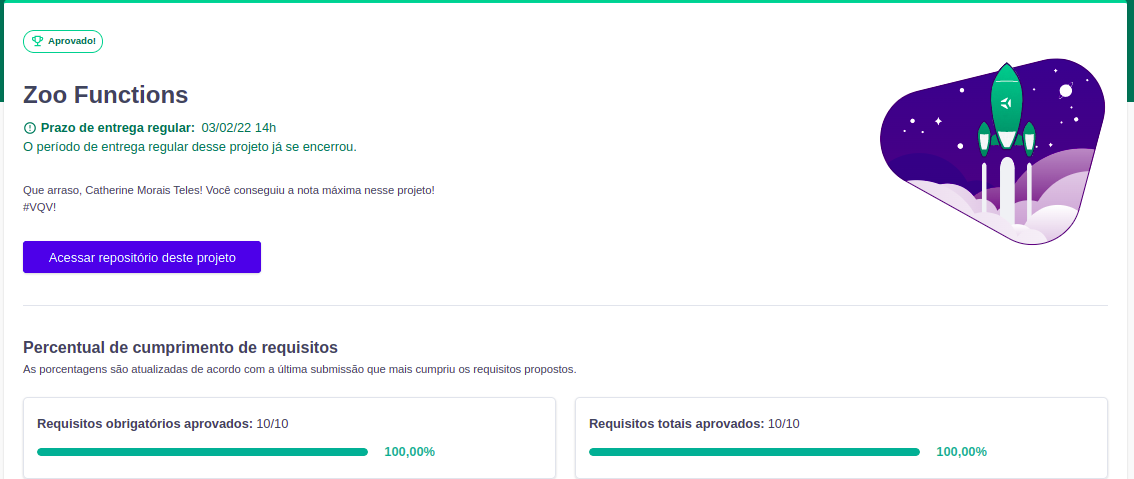 Aprovado!
Zoo Functions
Prazo de entrega regular: 03/02/22 14h
O período de entrega regular desse projeto já se encerrou.
Que arraso, Catherine Morais Teles! Você conseguiu a nota máxima nesse projeto!
#VQV!
Acessar repositório deste projeto
Percentual de cumprimento de requisitos
As porcentagens são atualizadas de acordo com a última submissão que mais cumpriu os requisitos propostos.
Requisitos obrigatórios aprovados: 10/10
100,00%
Requisitos totais aprovados: 10/10
100,00%